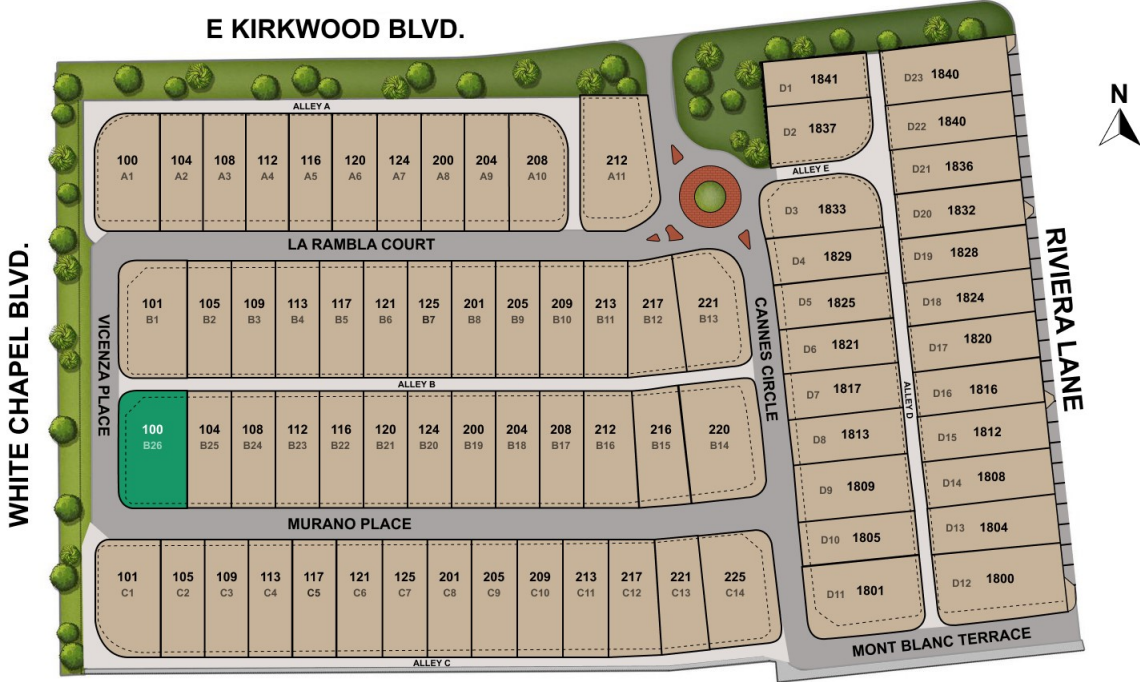 E KIRKWOOD BLVD.
N
WHITE CHAPEL BLVD.
RIVIERA LANE
ALLEY A
100 104 108 112 116 120 124 200 204 208 212
A1 A2 A3 A4 A5 A6 A7 A8 A9 A10 A11
LA RAMBLA COURT
VICENZA PLACE
CANNES CIRCLE
101 105 109 113 117 121 125 201 205 209 213 217 221
B1 B2 B3 B4 B5 B6 B7 B8 B9 B10 B11 B12 B13
ALLEY B
100 104 108 112 116 120 124 200 204 208 212 216 220
B26 B25 B24 B23 B22 B21 B20 B19 B18 B17 B16 B15 B14
MURANO PLACE
101 105 109 113 117 121 125 201 205 209 213 217 221 225
C1 C2 C3 C4 C5 C6 C7 C8 C9 C10 C11 C12 C13 C14
ALLEY C
D1 1841
D2 1837
ALLEY E
D3 1833
D4 1829
D5 1825
D6 1821
D7 1817
D8 1813
D9 1809
D10 1805
D11 1801
ALLEY D
D23 1840
D22 1840
D21 1836
D20 1832
D19 1828
D18 1824
D17 1820
D16 1816
D15 1812
D14 1808
D13 1804
D12 1800
MONT BLANC TERRACE